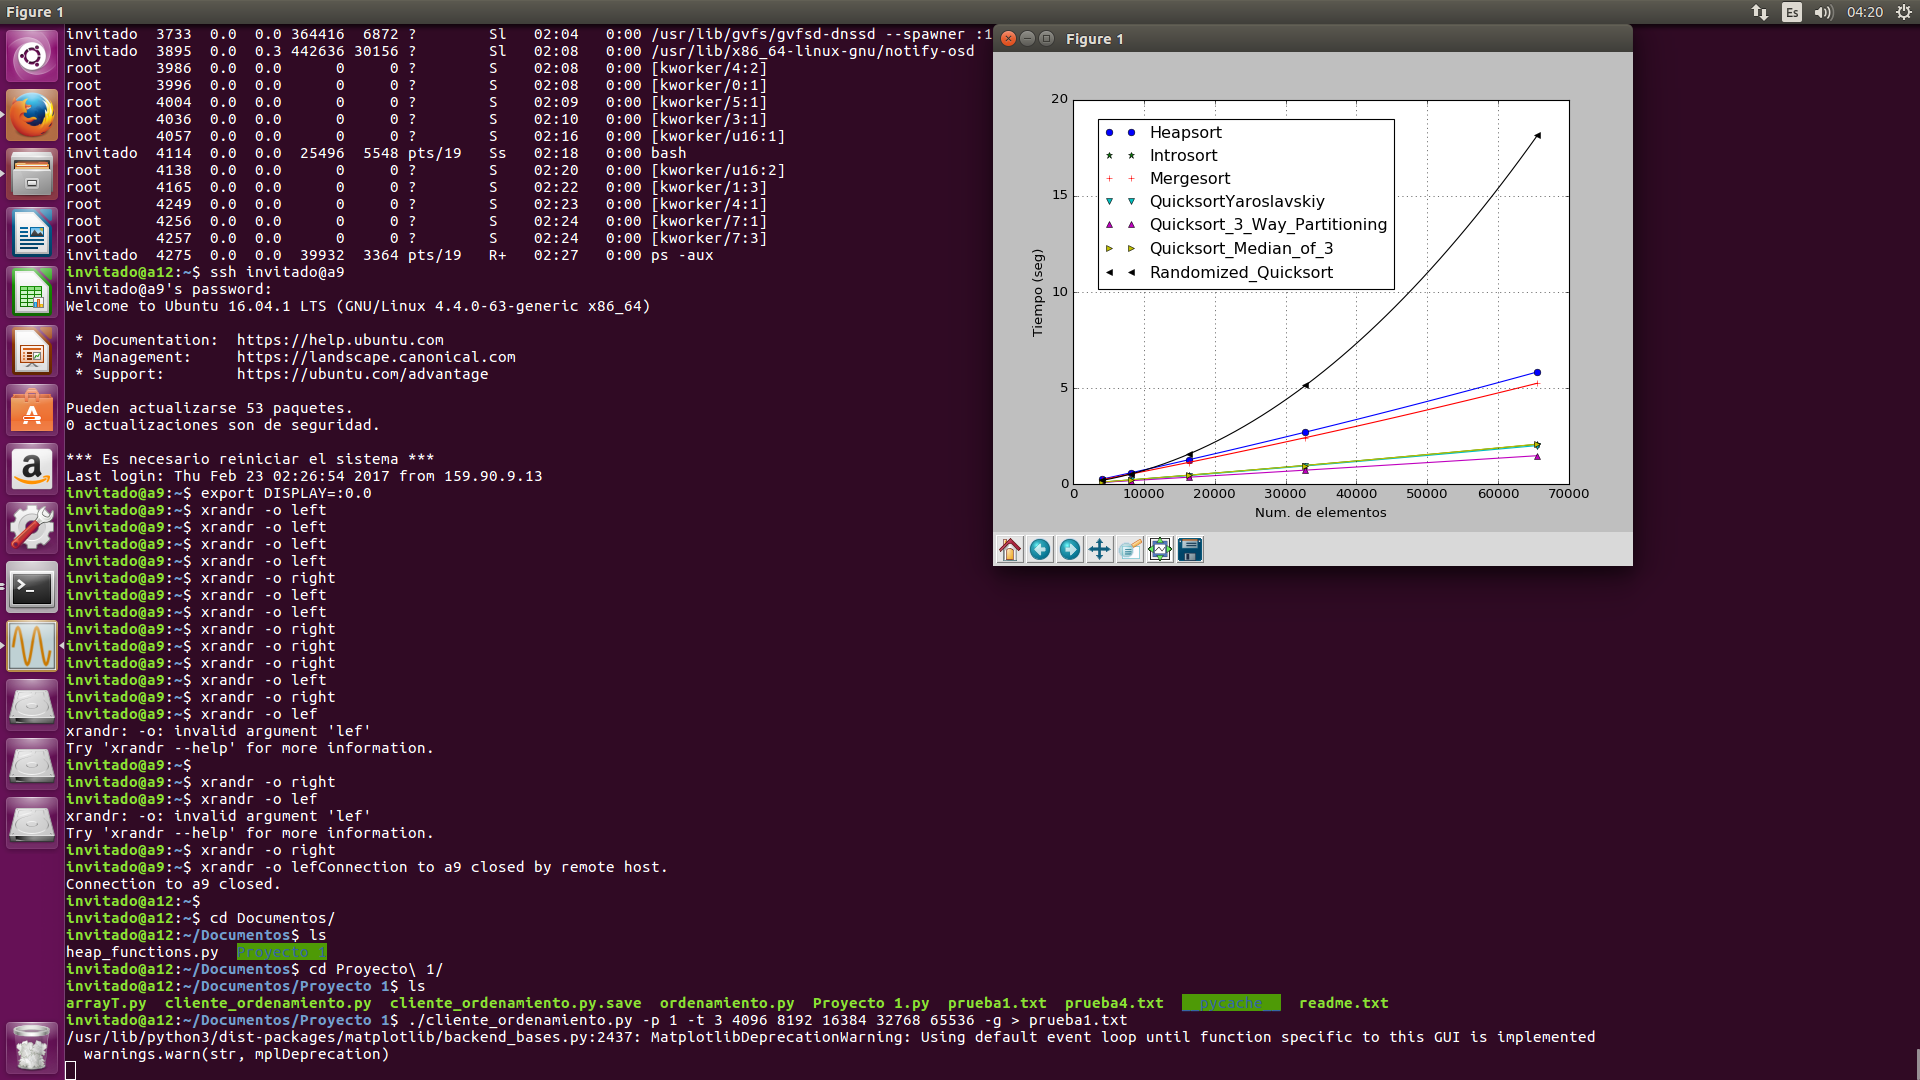 Figure 1
Es
04:20
invitado  3733  0.0  0.0 364416  6872 ?        Sl   02:04   0:00 /usr/lib/gvfs/gvfsd-dnssd --spawner :1
invitado  3895  0.0  0.3 442636 30156 ?        Sl   02:08   0:00 /usr/lib/x86_64-linux-gnu/notify-osd
root      3986  0.0  0.0      0     0 ?        S    02:08   0:00 [kworker/4:2]
root      3996  0.0  0.0      0     0 ?        S    02:08   0:00 [kworker/0:1]
root      4004  0.0  0.0      0     0 ?        S    02:09   0:00 [kworker/5:1]
root      4036  0.0  0.0      0     0 ?        S    02:10   0:00 [kworker/3:1]
root      4057  0.0  0.0      0     0 ?        S    02:16   0:00 [kworker/u16:1]
invitado  4114  0.0  0.0  25496  5548 pts/19   Ss   02:18   0:00 bash
root      4138  0.0  0.0      0     0 ?        S    02:20   0:00 [kworker/u16:2]
root      4165  0.0  0.0      0     0 ?        S    02:22   0:00 [kworker/1:3]
root      4249  0.0  0.0      0     0 ?        S    02:23   0:00 [kworker/4:1]
root      4256  0.0  0.0      0     0 ?        S    02:24   0:00 [kworker/7:1]
root      4257  0.0  0.0      0     0 ?        S    02:24   0:00 [kworker/7:3]
invitado  4275  0.0  0.0  39932  3364 pts/19   R+   02:27   0:00 ps -aux
invitado@a12:~$ ssh invitado@a9
invitado@a9's password:
Welcome to Ubuntu 16.04.1 LTS (GNU/Linux 4.4.0-63-generic x86_64)
 * Documentation:  https://help.ubuntu.com
 * Management:     https://landscape.canonical.com
 * Support:        https://ubuntu.com/advantage
Pueden actualizarse 53 paquetes.
0 actualizaciones son de seguridad.
*** Es necesario reiniciar el sistema ***
Last login: Thu Feb 23 02:26:54 2017 from 159.90.9.13
invitado@a9:~$ export DISPLAY=:0.0
invitado@a9:~$ xrandr -o left
invitado@a9:~$ xrandr -o left
invitado@a9:~$ xrandr -o left
invitado@a9:~$ xrandr -o left
invitado@a9:~$ xrandr -o right
invitado@a9:~$ xrandr -o left
invitado@a9:~$ xrandr -o left
invitado@a9:~$ xrandr -o right
invitado@a9:~$ xrandr -o right
invitado@a9:~$ xrandr -o right
invitado@a9:~$ xrandr -o left
invitado@a9:~$ xrandr -o right
invitado@a9:~$ xrandr -o lef
xrandr: -o: invalid argument 'lef'
Try 'xrandr --help' for more information.
invitado@a9:~$
invitado@a9:~$ xrandr -o right
invitado@a9:~$ xrandr -o lef
xrandr: -o: invalid argument 'lef'
Try 'xrandr --help' for more information.
invitado@a9:~$ xrandr -o right
invitado@a9:~$ xrandr -o lefConnection to a9 closed by remote host.
Connection to a9 closed.
invitado@a12:~$
invitado@a12:~$ cd Documentos/
invitado@a12:~/Documentos$ ls
heap_functions.py  Proyecto 1
invitado@a12:~/Documentos$ cd Proyecto\ 1/
invitado@a12:~/Documentos/Proyecto 1$ ls
arrayT.py  cliente_ordenamiento.py  cliente_ordenamiento.py.save  ordenamiento.py  Proyecto 1.py  prueba1.txt  prueba4.txt  __pycache__  readme.txt
invitado@a12:~/Documentos/Proyecto 1$ ./cliente_ordenamiento.py -p 1 -t 3 4096 8192 16384 32768 65536 -g > prueba1.txt
/usr/lib/python3/dist-packages/matplotlib/backend_bases.py:2437: MatplotlibDeprecationWarning: Using default event loop until function specific to this GUI is implemented
  warnings.warn(str, mplDeprecation)
Figure 1
20
15
10
5
0
Tiempo (seg)
Heapsort
Introsort
Mergesort
QuicksortYaroslavskiy
Quicksort_3_Way_Partitioning
Quicksort_Median_of_3
Randomized_Quicksort
0 10000 20000 30000 40000 50000 60000 70000
Num. de elementos